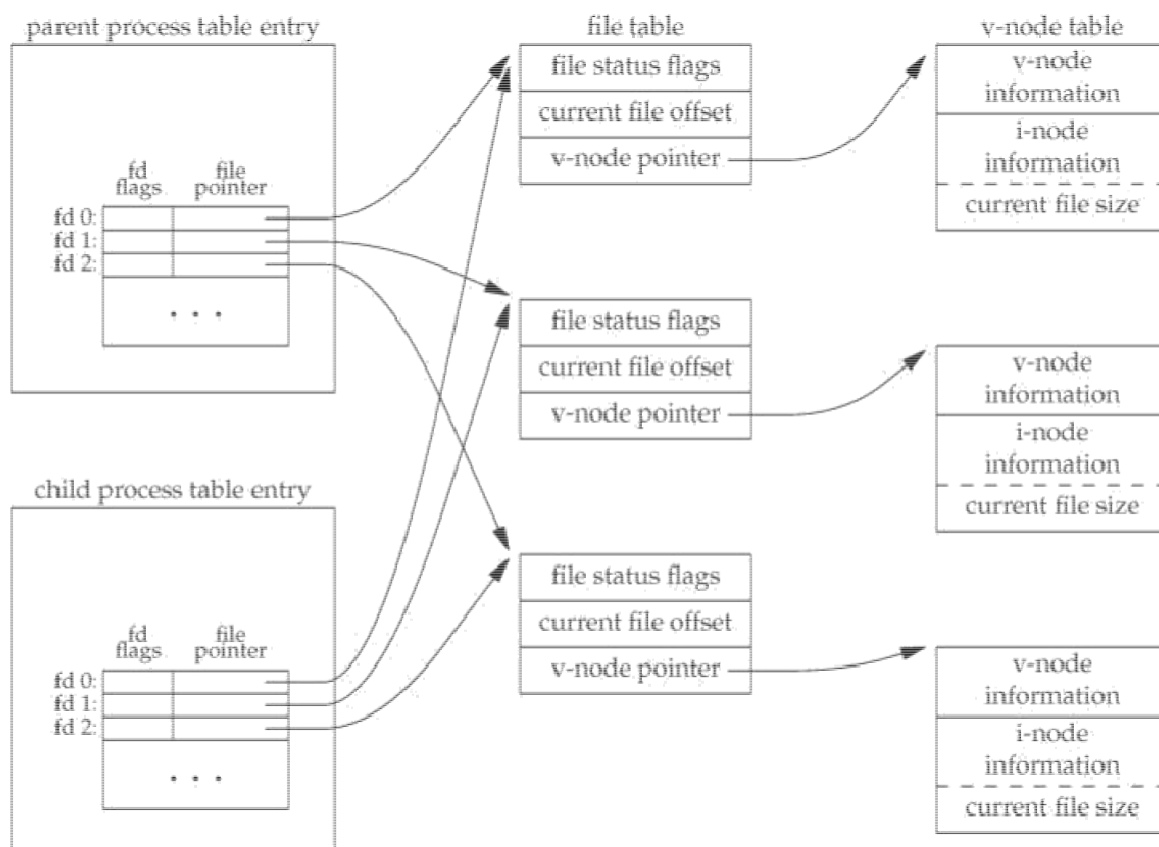 parent process table entry
fd
flags
file
pointer
fd 0:
fd 1:
fd 2:
. . .
child process table entry
fd
flags
file
pointer
fd 0:
fd 1:
fd 2:
. . .
file table
file status flags
current file offset
v-node pointer
file status flags
current file offset
v-node pointer
file status flags
current file offset
v-node pointer
v-node table
v-node
information
i-node
information
current file size
v-node
information
i-node
information
current file size
v-node
information
i-node
information
current file size